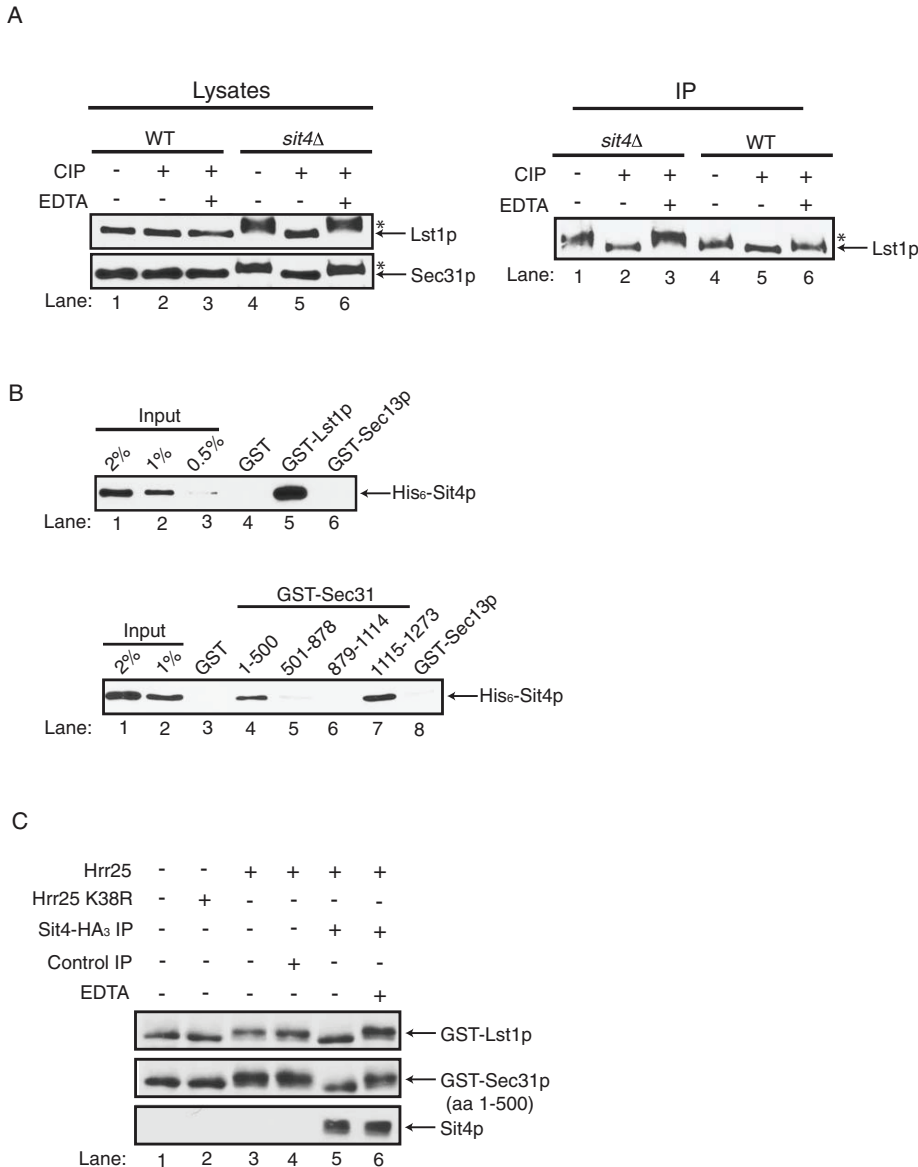 A
Lysates
WT sit4Δ
CIP - + + - + +
EDTA - - + - - +
* Lst1p
* Sec31p
Lane: 1 2 3 4 5 6
IP
sit4Δ WT
CIP - + + - + +
EDTA - - + - - +
* Lst1p
Lane: 1 2 3 4 5 6
B
Input
2% 1% 0.5% GST GST-Lst1p GST-Sec13p
His₆-Sit4p
Lane: 1 2 3 4 5 6
GST-Sec31
Input
2% 1% GST 1-500 501-878 879-1114 1115-1273 GST-Sec13p
His₆-Sit4p
Lane: 1 2 3 4 5 6 7 8
C
Hrr25 - - + + + +
Hrr25 K38R - + - - - -
Sit4-HA₃ IP - - - - + +
Control IP - - - + - -
EDTA - - - - - +
GST-Lst1p
GST-Sec31p
(aa 1-500)
Sit4p
Lane: 1 2 3 4 5 6